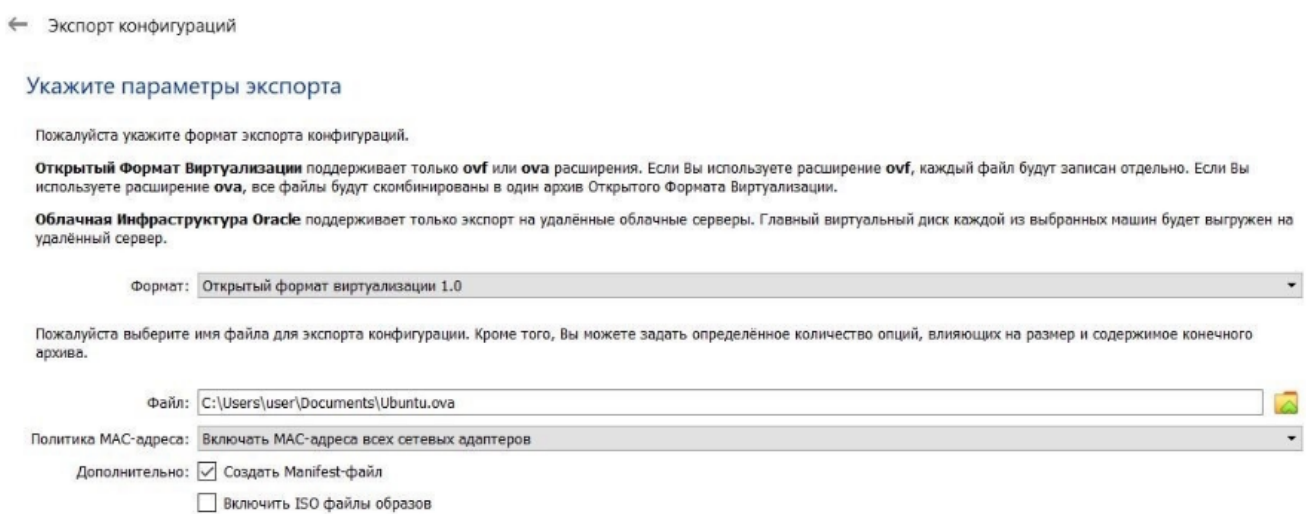 Экспорт конфигураций
Укажите параметры экспорта
Пожалуйста укажите формат экспорта конфигураций.
Открытый Формат Виртуализации поддерживает только ovf или ova расширения. Если Вы используете расширение ovf, каждый файл будут записан отдельно. Если Вы
используете расширение ova, все файлы будут скомбинированы в один архив Открытого Формата Виртуализации.
Облачная Инфраструктура Oracle поддерживает только экспорт на удалённые облачные серверы. Главный виртуальный диск каждой из выбранных машин будет выгружен на
удалённый сервер.
Формат: Открытый формат виртуализации 1.0
Пожалуйста выберите имя файла для экспорта конфигурации. Кроме того, Вы можете задать определённое количество опций, влияющих на размер и содержимое конечного
архива.
Файл: C:\Users\user\Documents\Ubuntu.ova
Политика MAC-адреса: Включать MAC-адреса всех сетевых адаптеров
Дополнительно: Создать Manifest-файл
Включить ISO файлы образов